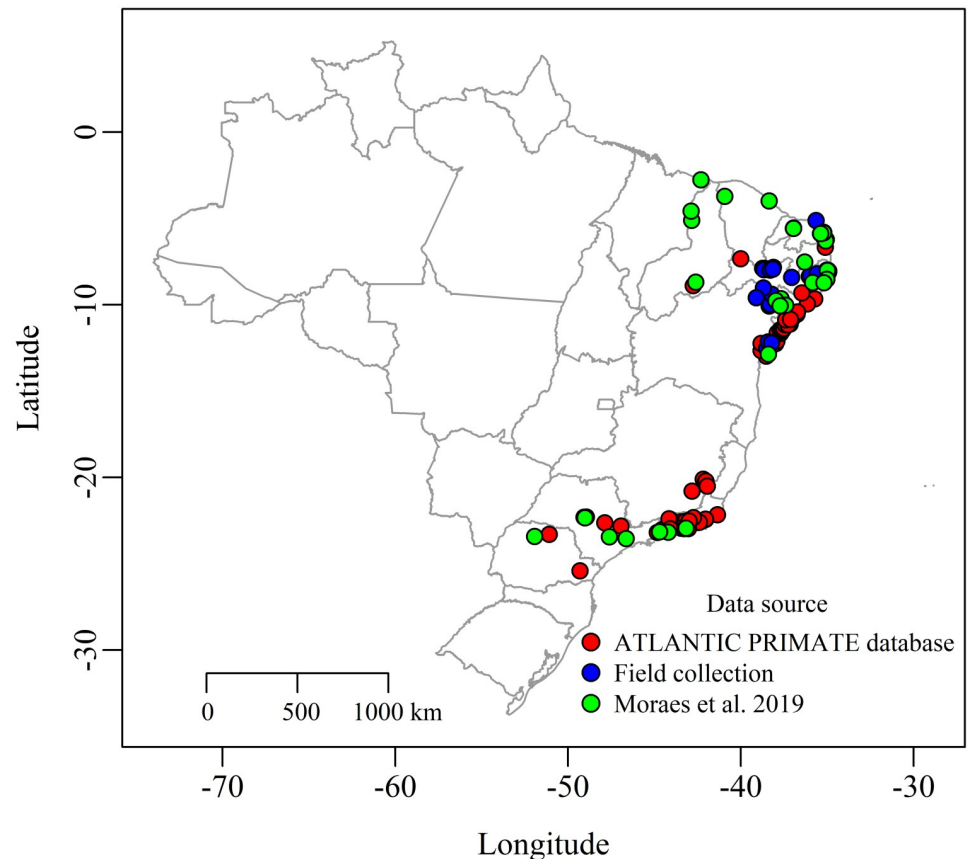 0
-10
-20
-30
Latitude
Data source
ATLANTIC PRIMATE database
Field collection
Moraes et al. 2019
0 500 1000 km
-70 -60 -50 -40 -30
Longitude